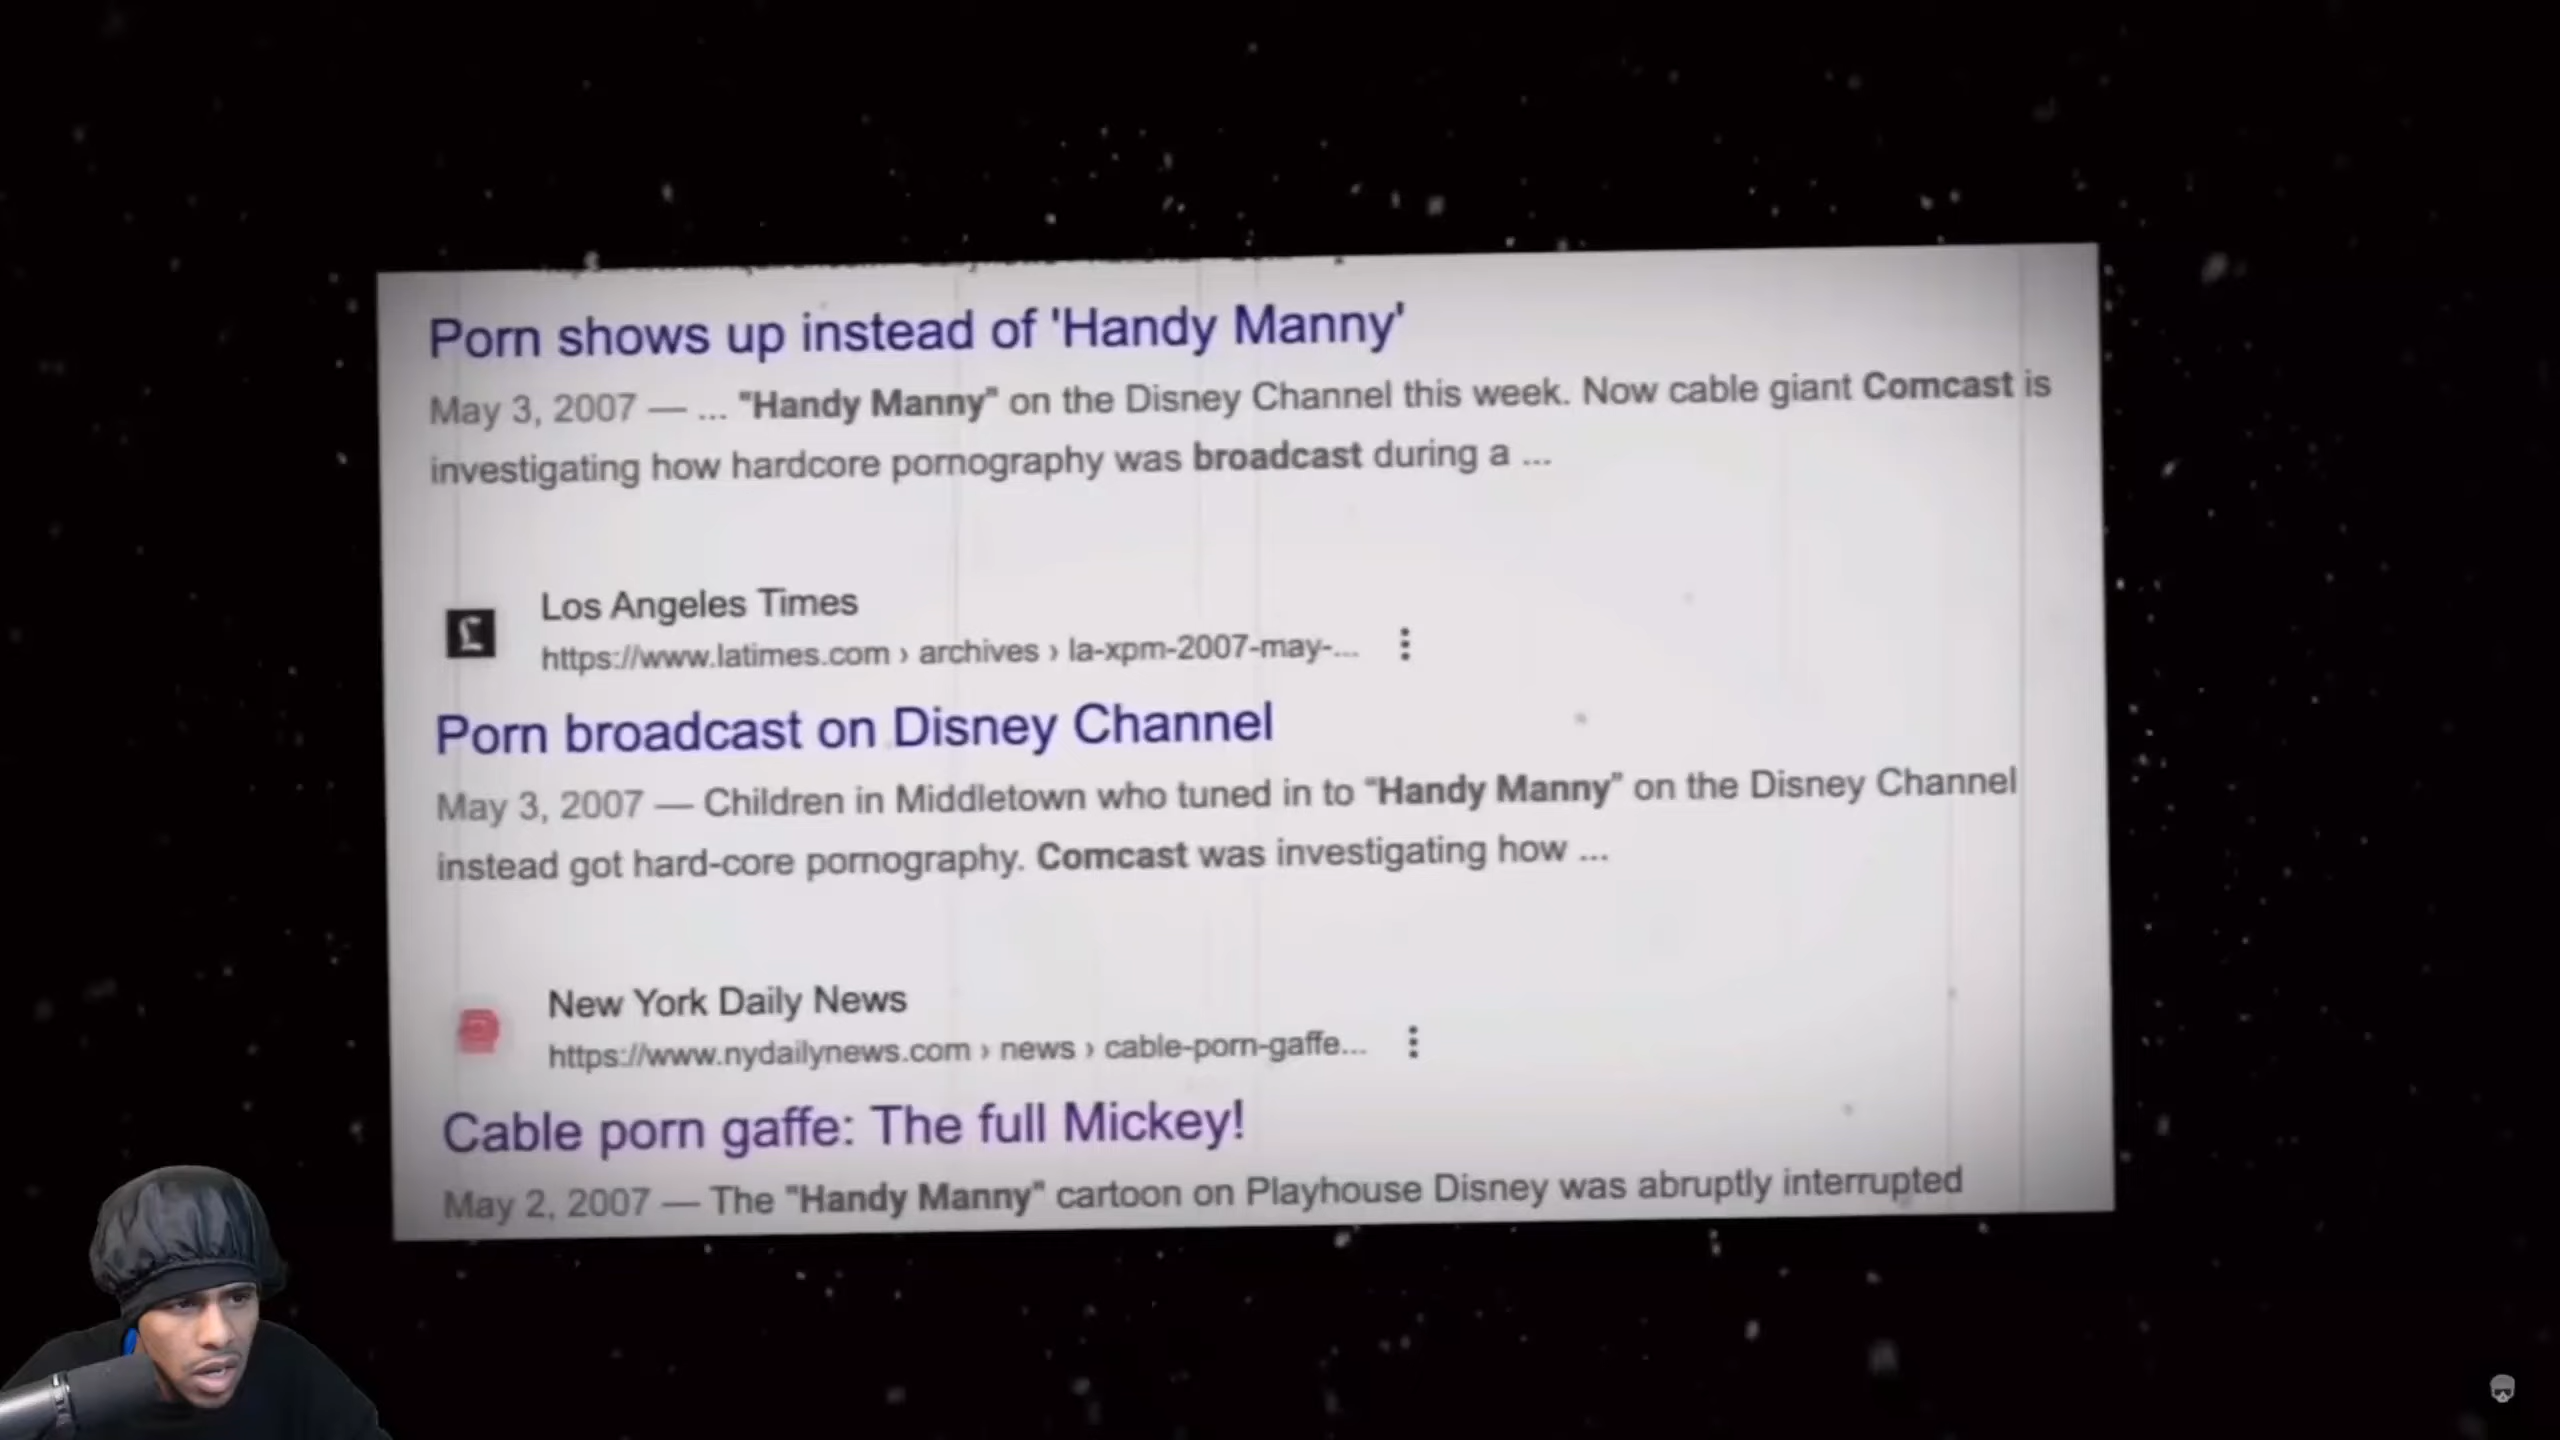 Porn shows up instead of 'Handy Manny'
May 3, 2007 — ... "Handy Manny" on the Disney Channel this week. Now cable giant Comcast is
investigating how hardcore pornography was broadcast during a ...
Los Angeles Times
https://www.latimes.com › archives › la-xpm-2007-may-...
Porn broadcast on Disney Channel
May 3, 2007 — Children in Middletown who tuned in to "Handy Manny" on the Disney Channel
instead got hard-core pornography. Comcast was investigating how ...
New York Daily News
https://www.nydailynews.com › news › cable-porn-gaffe...
Cable porn gaffe: The full Mickey!
May 2, 2007 — The "Handy Manny" cartoon on Playhouse Disney was abruptly interrupted